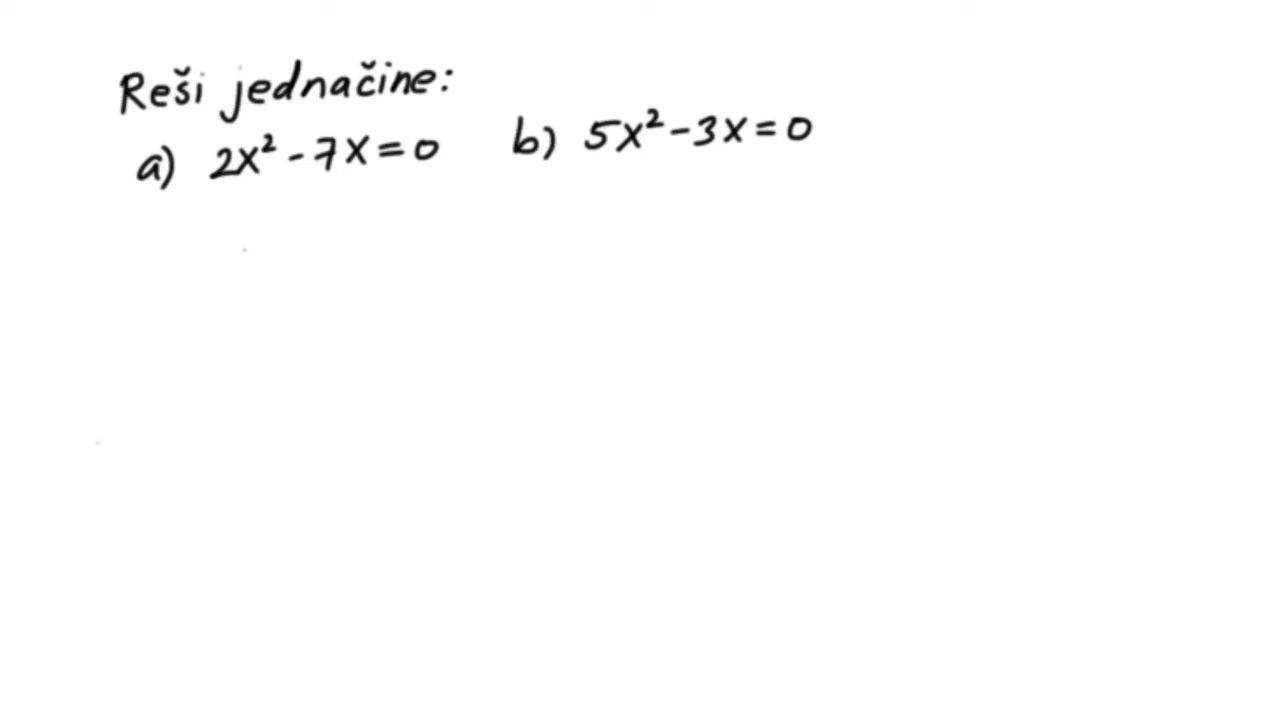 Reši jednačine:
a) 2x² - 7x = 0 b) 5x² - 3x = 0